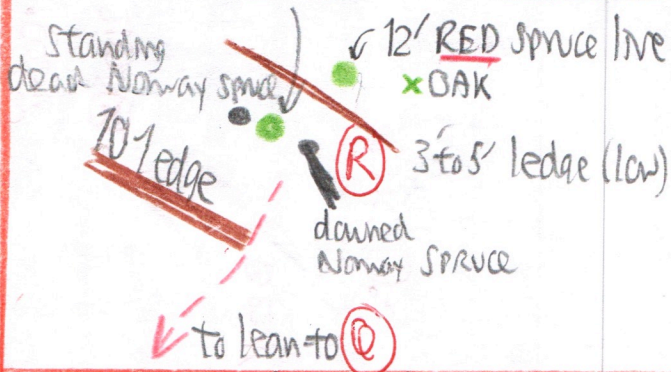 Standing
dead Norway spruce
12' RED Spruce live
x OAK
10' ledge
R
3' to 5' ledge (low)
downed
Norway SPRUCE
to lean-to Q